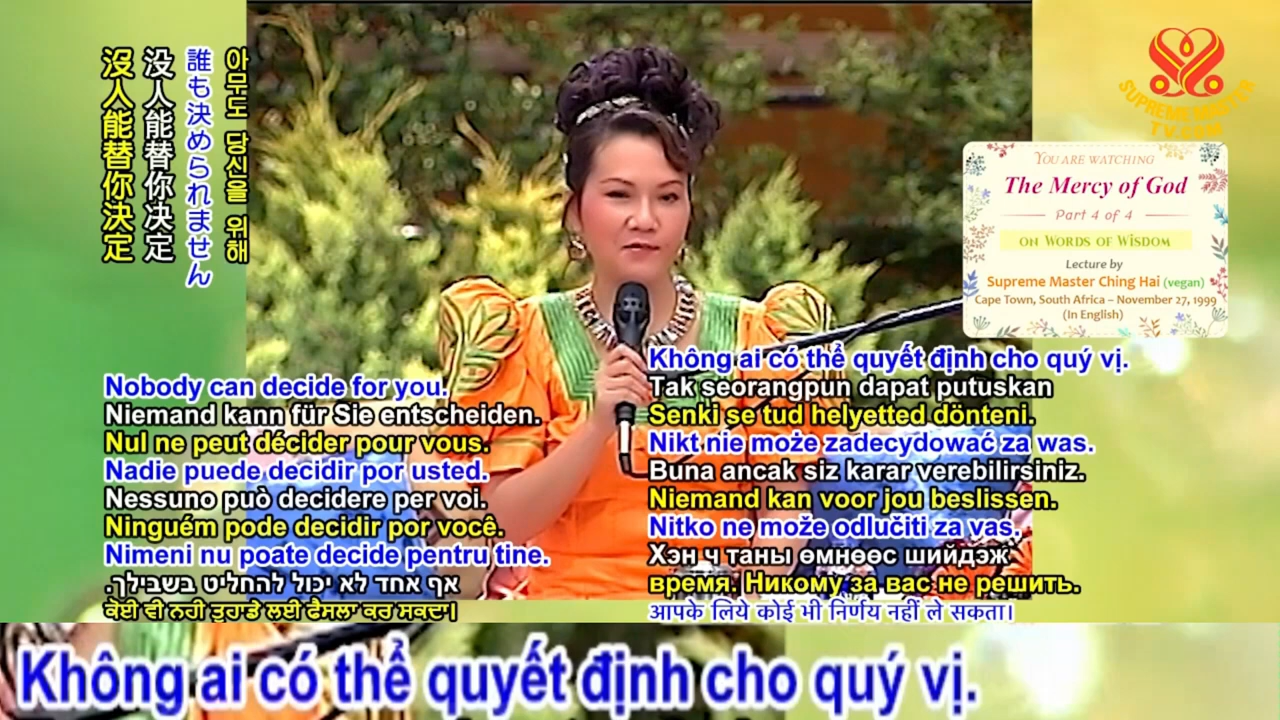 沒人能替你決定
没人能替你决定
誰も決められません
아무도 당신을 위해
SUPREMEMASTER
TV.COM
YOU ARE WATCHING
The Mercy of God
Part 4 of 4
ON WORDS OF WISDOM
Lecture by
Supreme Master Ching Hai (vegan)
Cape Town, South Africa – November 27, 1999
(In English)
Nobody can decide for you.
Niemand kann für Sie entscheiden.
Nul ne peut décider pour vous.
Nadie puede decidir por usted.
Nessuno può decidere per voi.
Ninguém pode decidir por você.
Nimeni nu poate decide pentru tine.
אף אחד לא יכול להחליט בשבילך.
ਕੋਈ ਵੀ ਨਹੀ ਤੁਹਾਡੇ ਲਈ ਫੈਸਲਾ ਕਰ ਸਕਦਾ।
Không ai có thể quyết định cho quý vị.
Tak seorangpun dapat putuskan
Senki se tud helyetted dönteni.
Nikt nie może zadecydować za was.
Buna ancak siz karar verebilirsiniz.
Niemand kan voor jou beslissen.
Nitko ne može odlučiti za vas.
Хэн ч таны өмнөөс шийдэж
время. Никому за вас не решить.
आपके लिये कोई भी निर्णय नहीं ले सकता।
Không ai có thể quyết định cho quý vị.